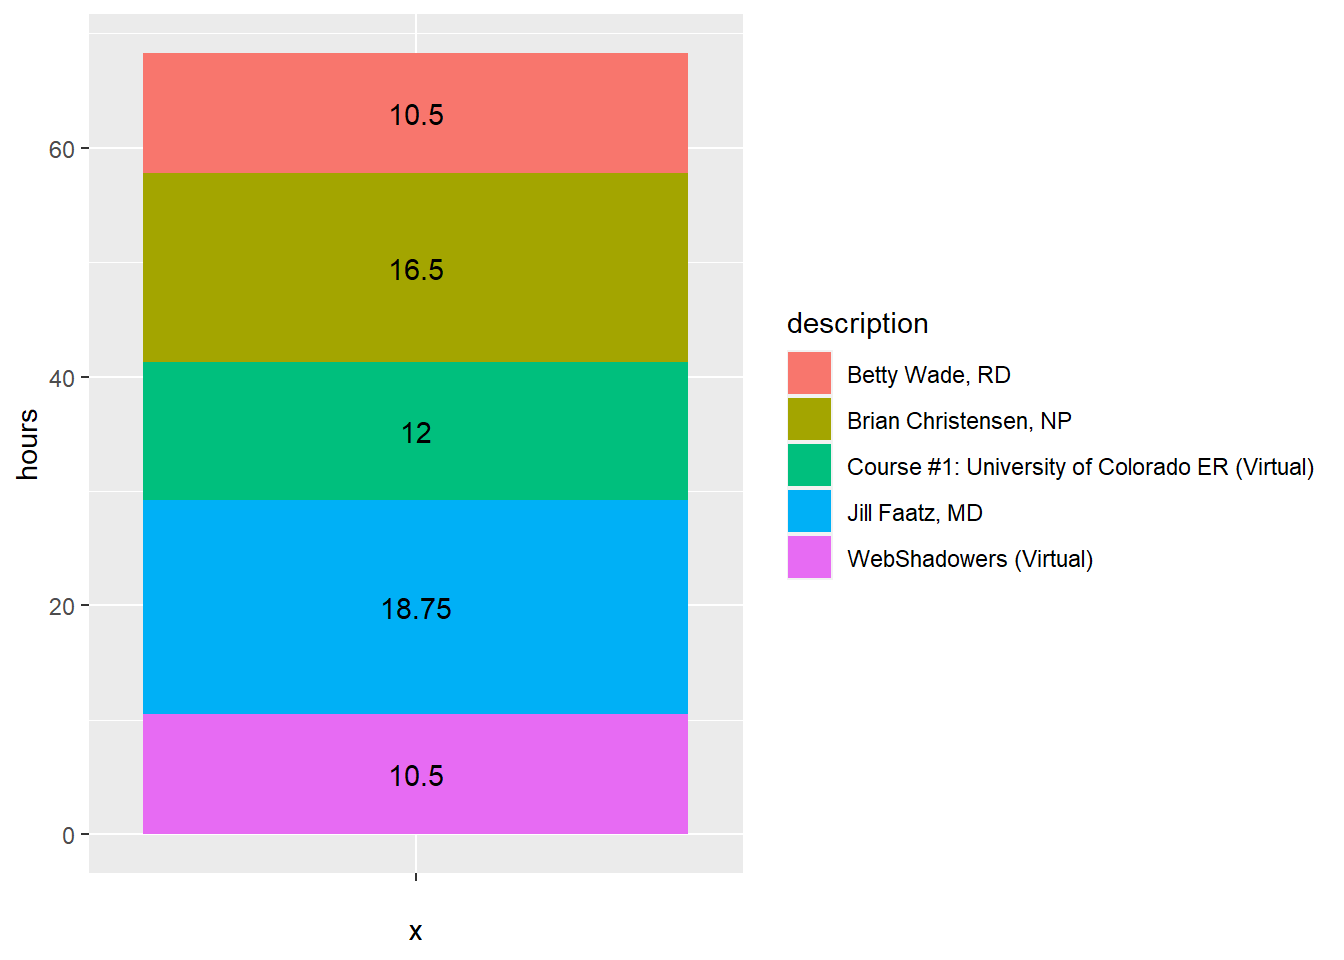 60
40
20
0
hours
10.5
16.5
12
18.75
10.5
x
description
Betty Wade, RD
Brian Christensen, NP
Course #1: University of Colorado ER (Virtual)
Jill Faatz, MD
WebShadowers (Virtual)